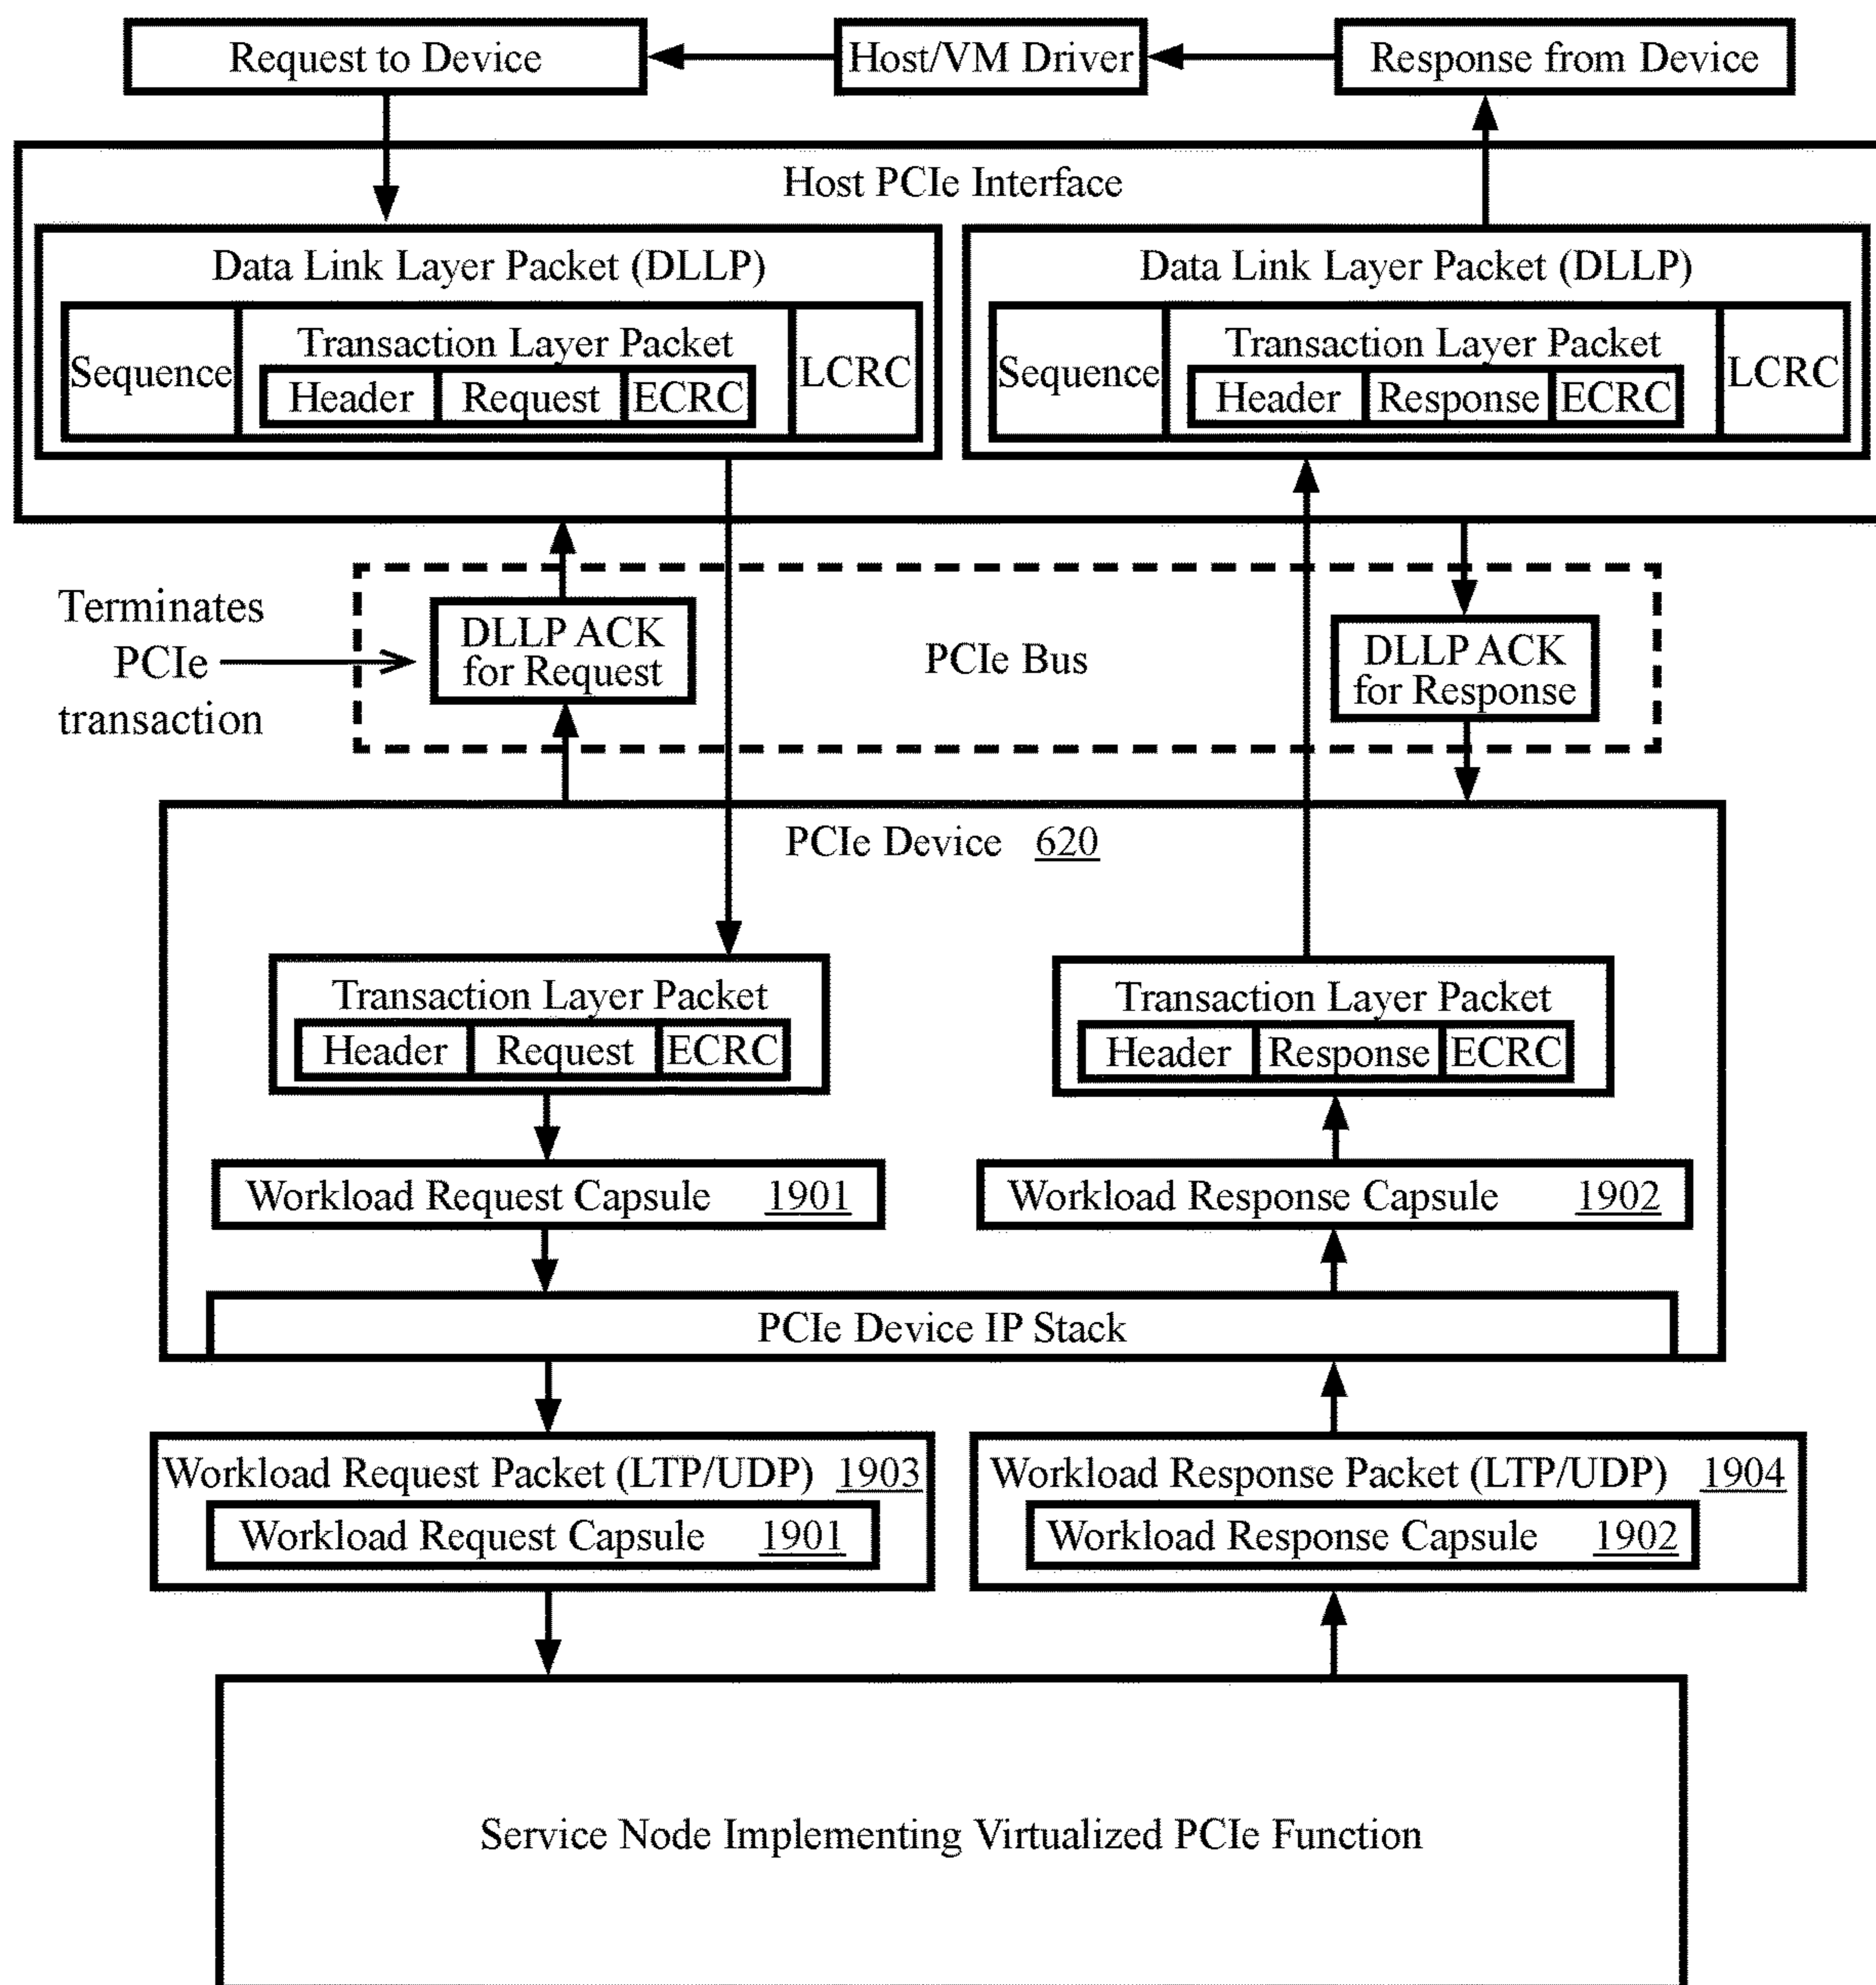 Request to Device
Host/VM Driver
Response from Device
Host PCIe Interface
Data Link Layer Packet (DLLP)
Sequence
Transaction Layer Packet
Header
Request
ECRC
LCRC
Data Link Layer Packet (DLLP)
Sequence
Transaction Layer Packet
Header
Response
ECRC
LCRC
Terminates
PCIe
transaction
DLLP ACK
for Request
PCIe Bus
DLLP ACK
for Response
PCIe Device 620
Transaction Layer Packet
Header
Request
ECRC
Transaction Layer Packet
Header
Response
ECRC
Workload Request Capsule 1901
Workload Response Capsule 1902
PCIe Device IP Stack
Workload Request Packet (LTP/UDP) 1903
Workload Request Capsule 1901
Workload Response Packet (LTP/UDP) 1904
Workload Response Capsule 1902
Service Node Implementing Virtualized PCIe Function